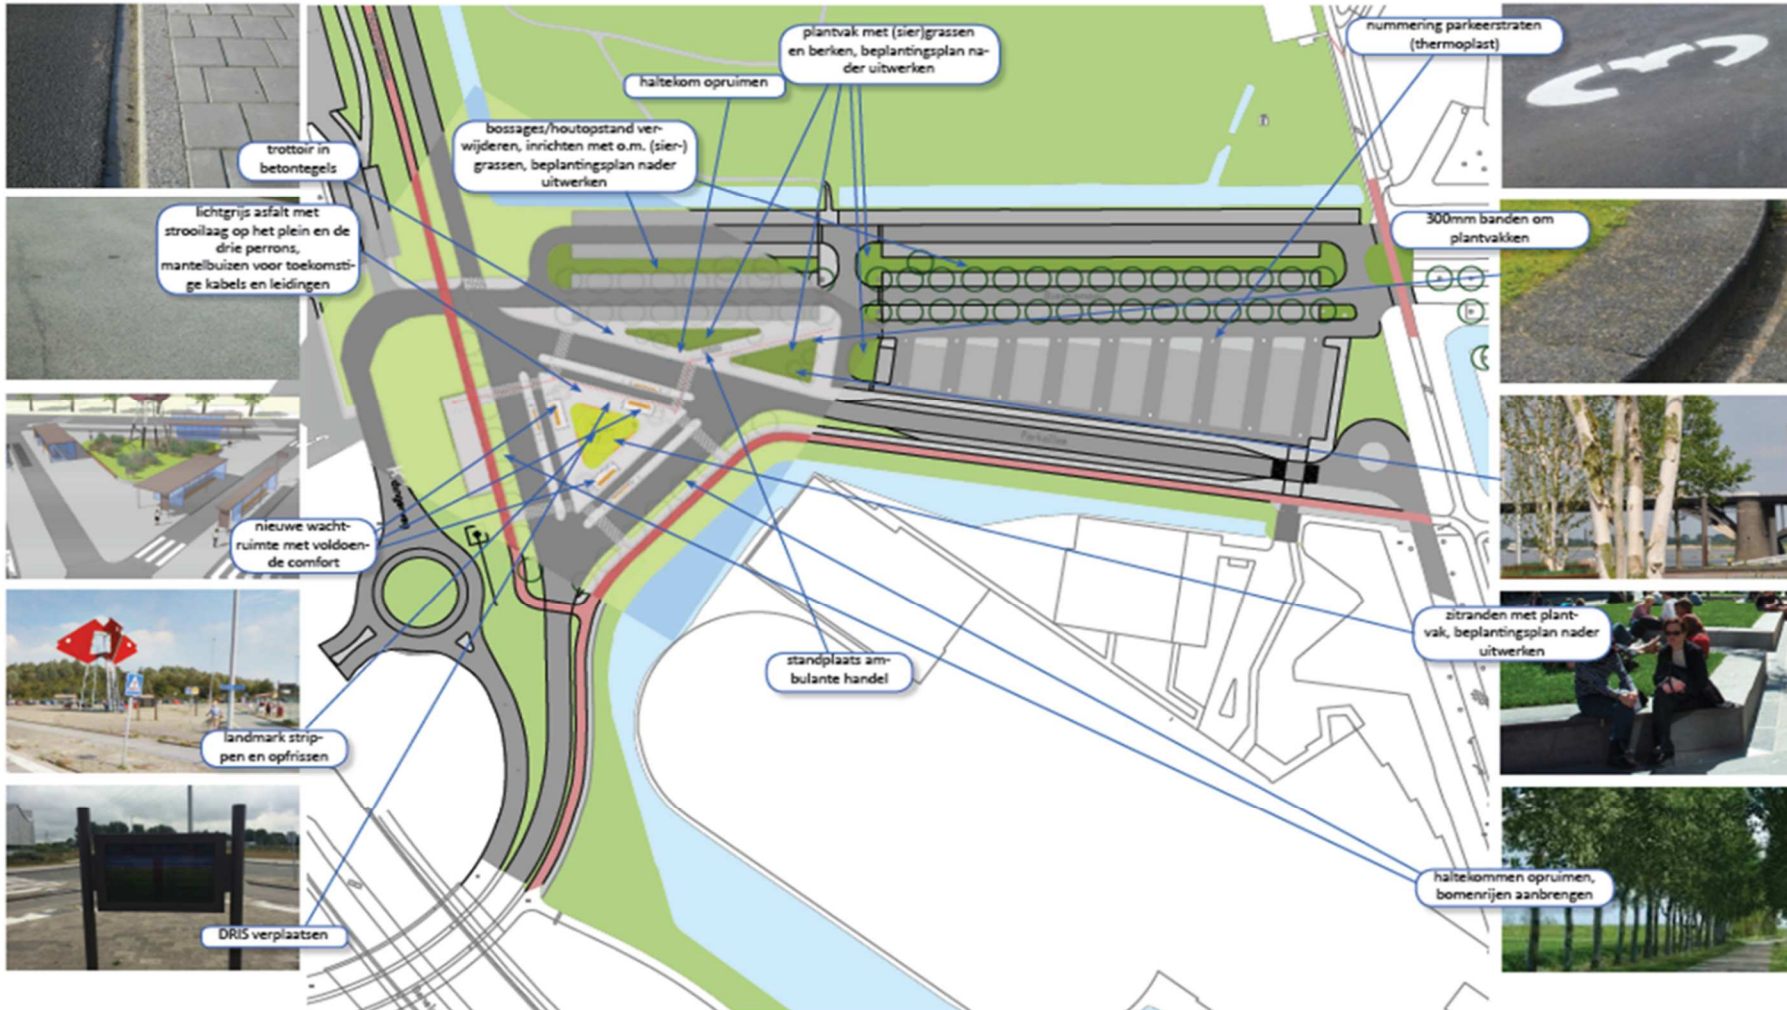 plantvak met (sier)grassen
en berken, beplantingsplan na-
der uitwerken
nummering parkeerstraten
(thermoplast)
haltekom opruimen
bossages/houtopstand ver-
wijderen, inrichten met o.m. (sier-)
grassen, beplantingsplan nader
uitwerken
trottoir in
betontegels
lichtgrijs asfalt met
strooilaag op het plein en de
drie perrons,
mantelbuizen voor toekomsti-
ge kabels en leidingen
300mm banden om
plantvakken
Parkallee
nieuwe wacht-
ruimte met voldoen-
de comfort
zitranden met plant-
vak, beplantingsplan nader
uitwerken
standplaats am-
bulante handel
landmark strip-
pen en opfrissen
haltekommen opruimen,
bomenrijen aanbrengen
DRIS verplaatsen